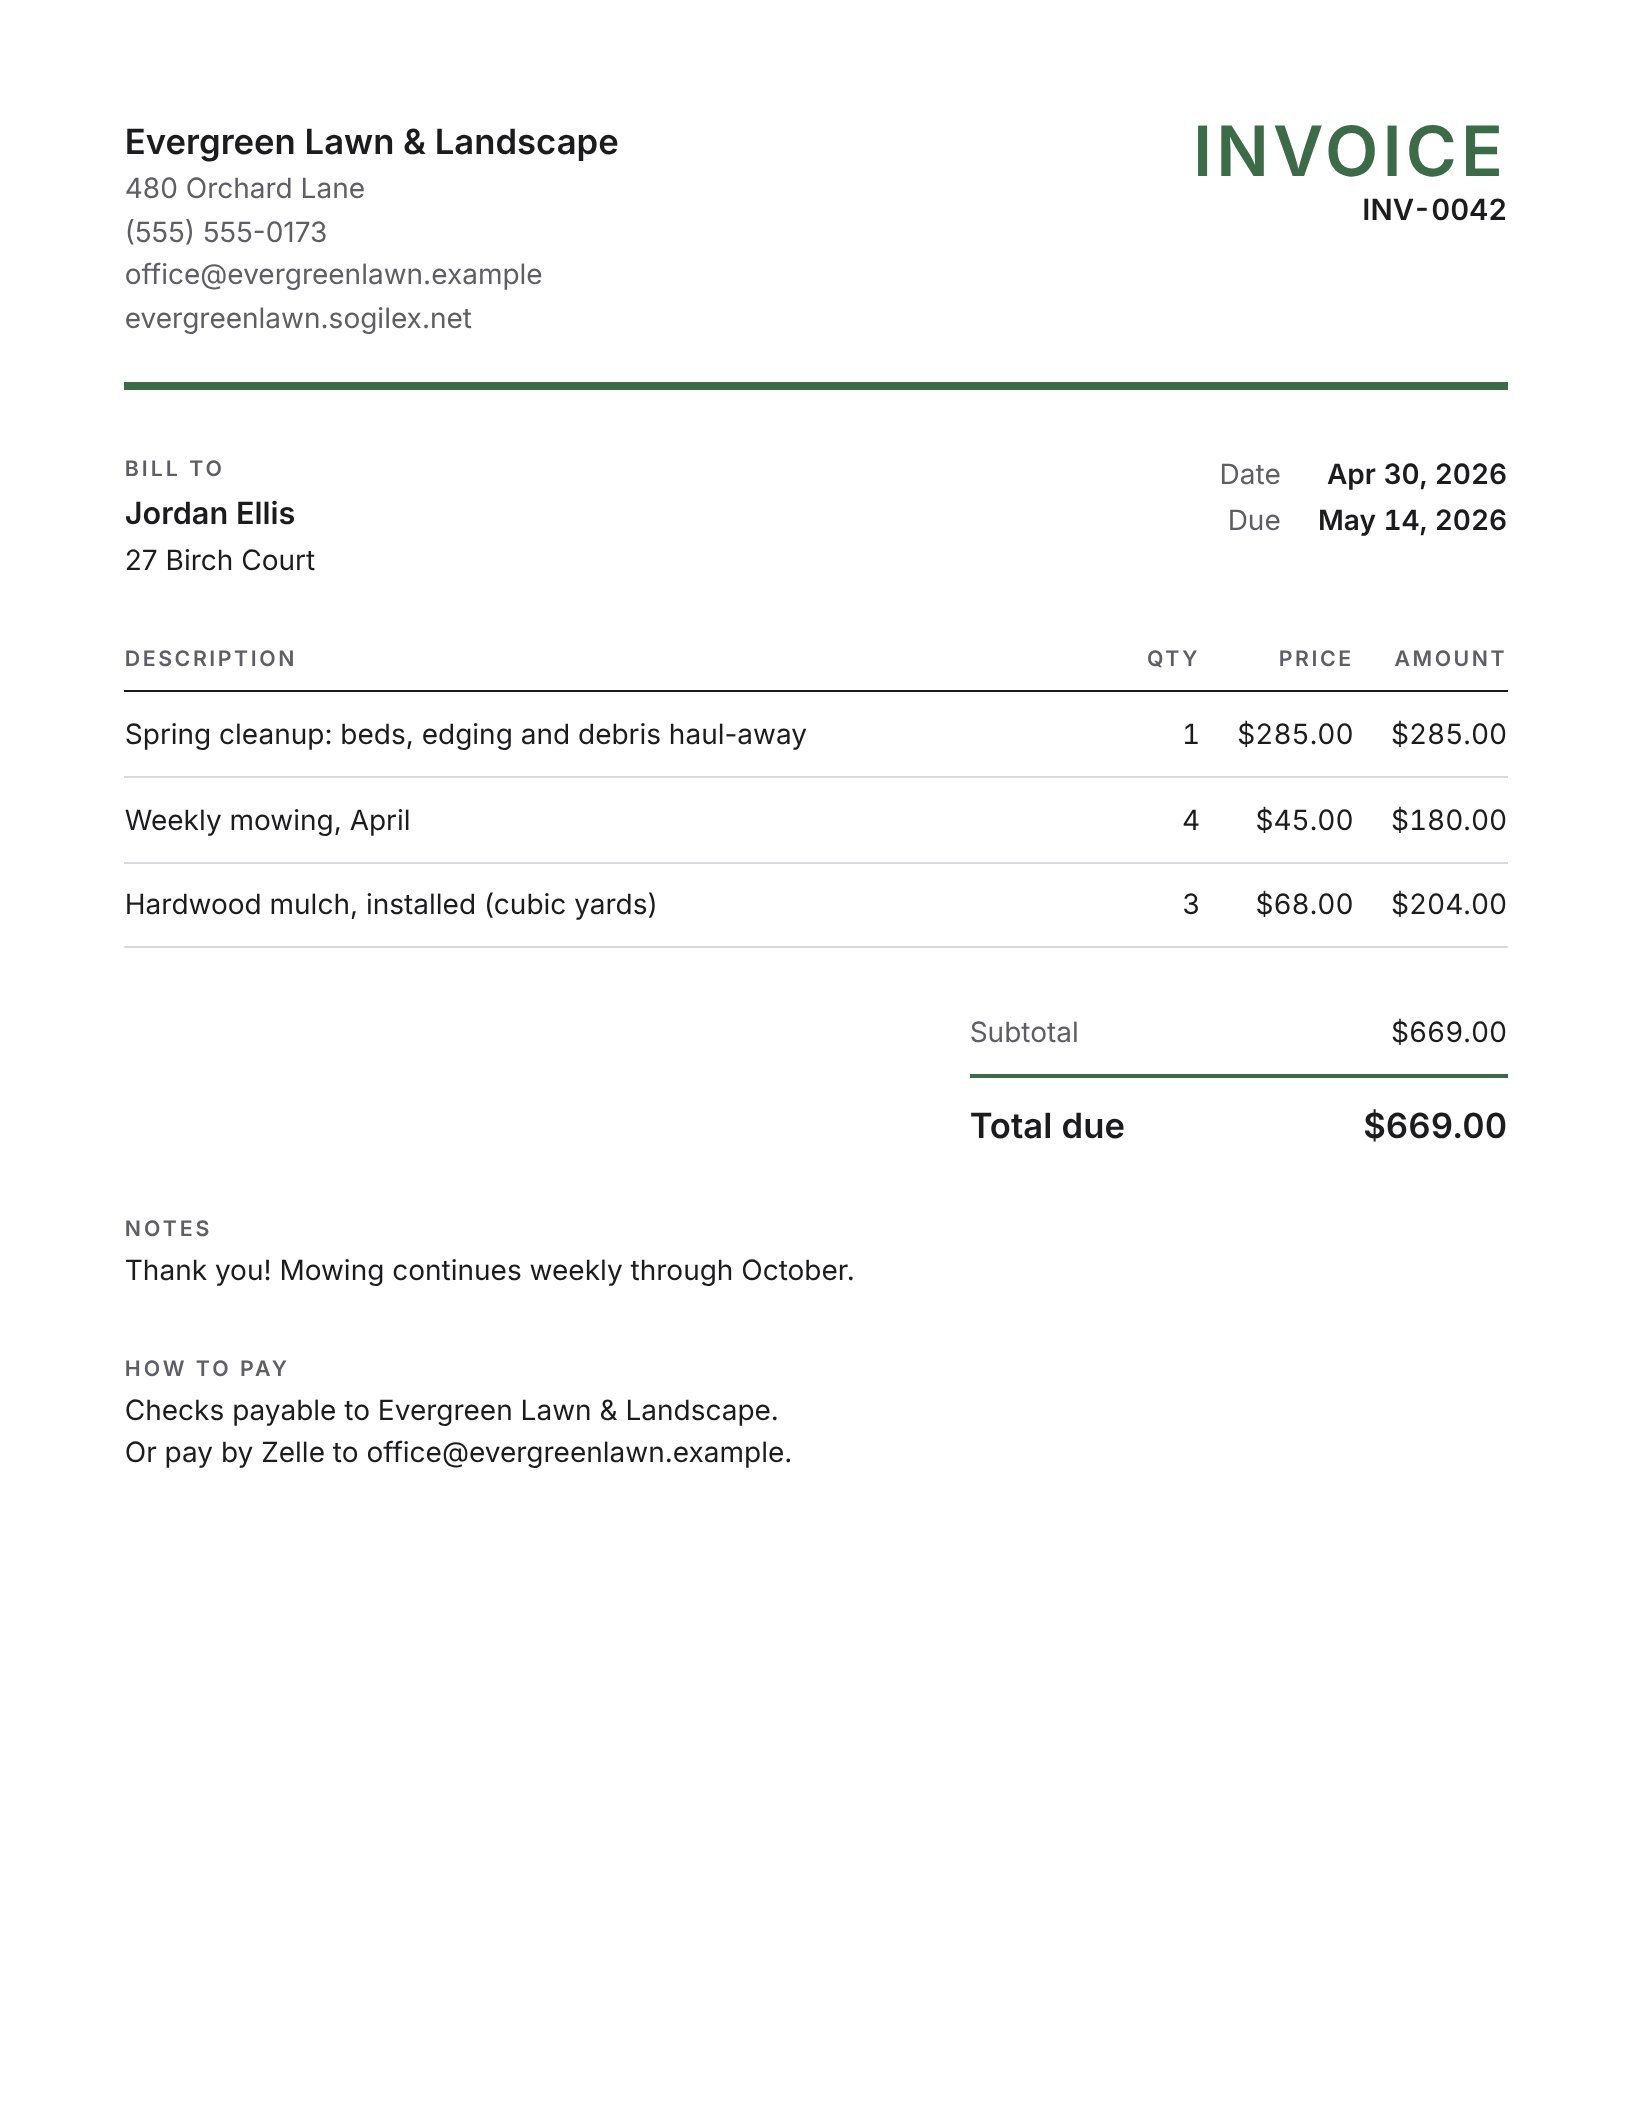 Evergreen Lawn & Landscape
480 Orchard Lane
(555) 555-0173
office@evergreenlawn.example
evergreenlawn.sogilex.net
INVOICE
INV-0042
BILL TO
Jordan Ellis
27 Birch Court
Date Apr 30, 2026
Due May 14, 2026
DESCRIPTION QTY PRICE AMOUNT
Spring cleanup: beds, edging and debris haul-away 1 $285.00 $285.00
Weekly mowing, April 4 $45.00 $180.00
Hardwood mulch, installed (cubic yards) 3 $68.00 $204.00
Subtotal $669.00
Total due $669.00
NOTES
Thank you! Mowing continues weekly through October.
HOW TO PAY
Checks payable to Evergreen Lawn & Landscape.
Or pay by Zelle to office@evergreenlawn.example.